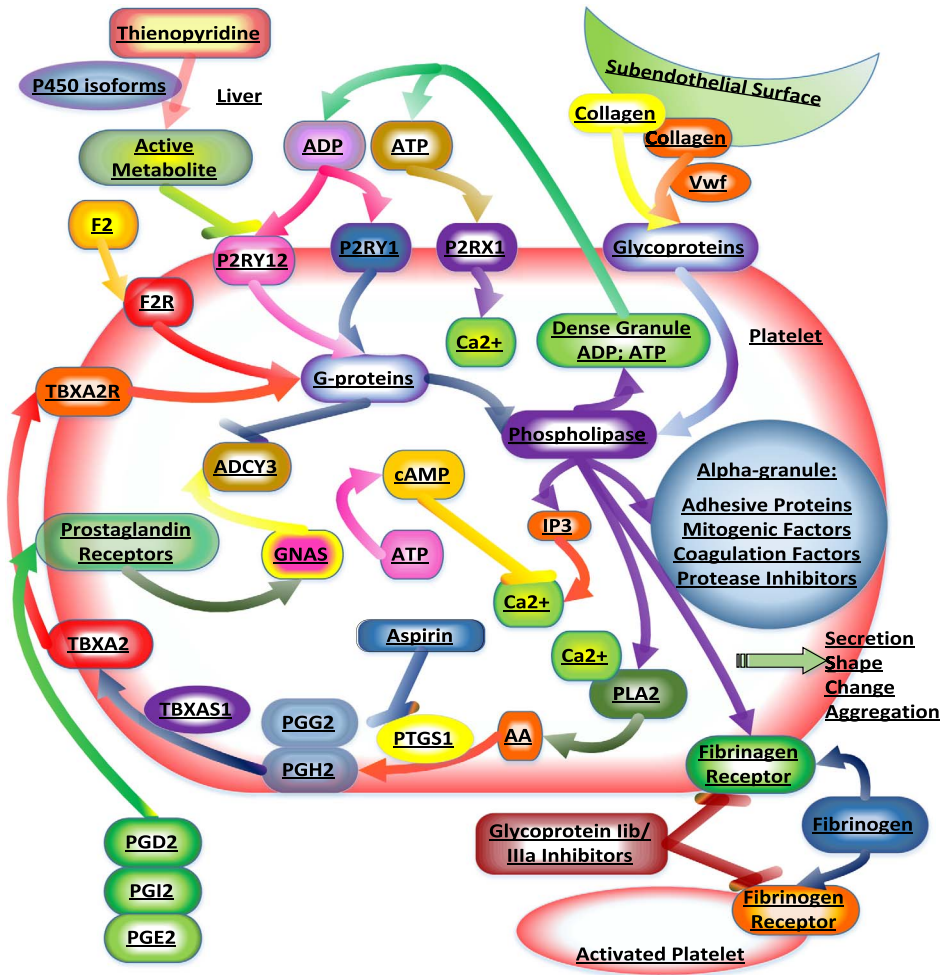 Thienopyridine
Subendothelial Surface
P450 isoforms
Liver
Collagen
Collagen
Active
Metabolite
ADP
ATP
Vwf
F2
P2RY12
P2RY1
P2RX1
Glycoproteins
F2R
Ca2+
Dense Granule
ADP; ATP
Platelet
TBXA2R
G-proteins
Phospholipase
ADCY3
cAMP
Alpha-granule:
Adhesive Proteins
Mitogenic Factors
Coagulation Factors
Protease Inhibitors
Prostaglandin
Receptors
GNAS
ATP
IP3
Ca2+
TBXA2
Aspirin
Ca2+
PLA2
Secretion
Shape
Change
Aggregation
TBXAS1
PGG2
PTGS1
AA
PGH2
Fibrinagen
Receptor
PGD2
PGI2
PGE2
Glycoprotein Iib/
IIIa Inhibitors
Fibrinogen
Fibrinogen
Receptor
Activated Platelet